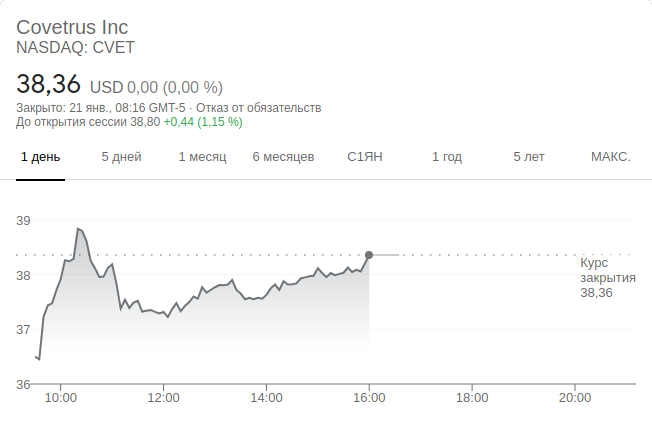 Covetrus Inc
NASDAQ: CVET
38,36 USD 0,00 (0,00 %)
Закрыто: 21 янв., 08:16 GMT-5 · Отказ от обязательств
До открытия сессии 38,80 +0,44 (1,15 %)
1 день 5 дней 1 месяц 6 месяцев С1ЯН 1 год 5 лет МАКС.
39
38
37
36
Курс
закрытия
38,36
10:00 12:00 14:00 16:00 18:00 20:00